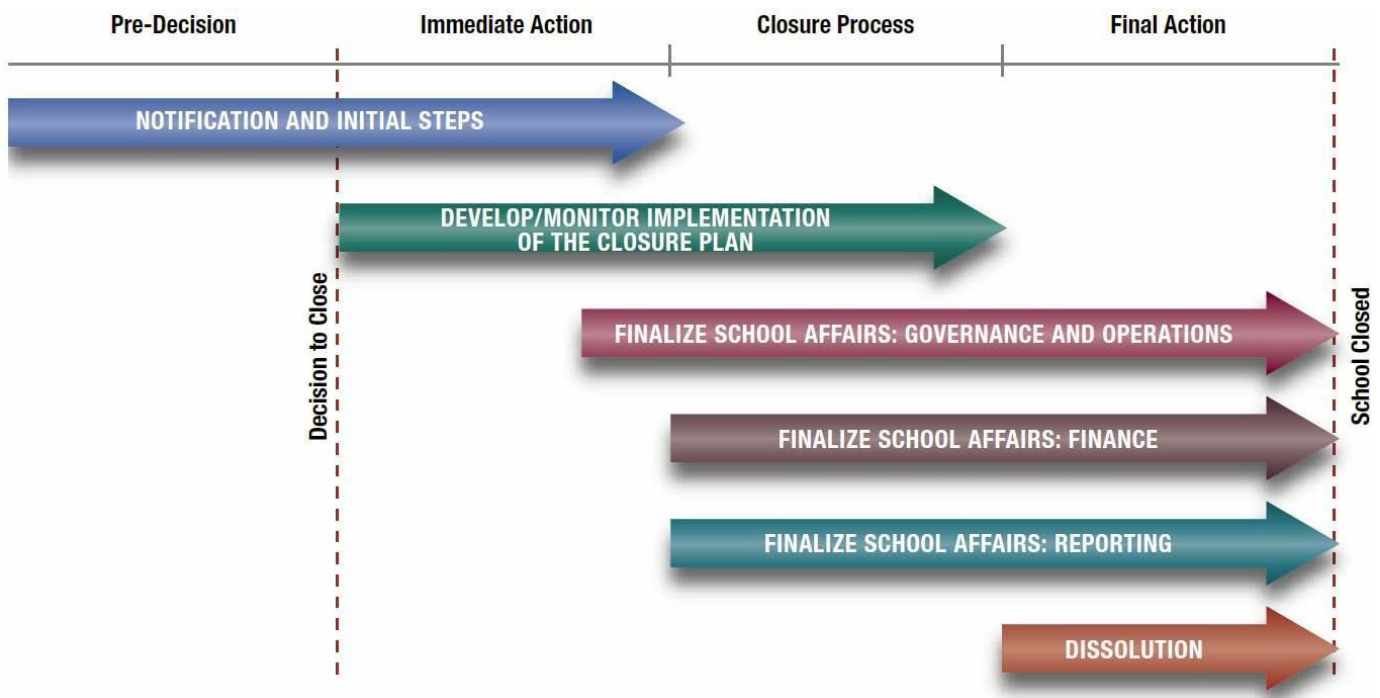 Pre-Decision
Immediate Action
Closure Process
Final Action
NOTIFICATION AND INITIAL STEPS
DEVELOP/MONITOR IMPLEMENTATION
OF THE CLOSURE PLAN
Decision to Close
FINALIZE SCHOOL AFFAIRS: GOVERNANCE AND OPERATIONS
School Closed
FINALIZE SCHOOL AFFAIRS: FINANCE
FINALIZE SCHOOL AFFAIRS: REPORTING
DISSOLUTION